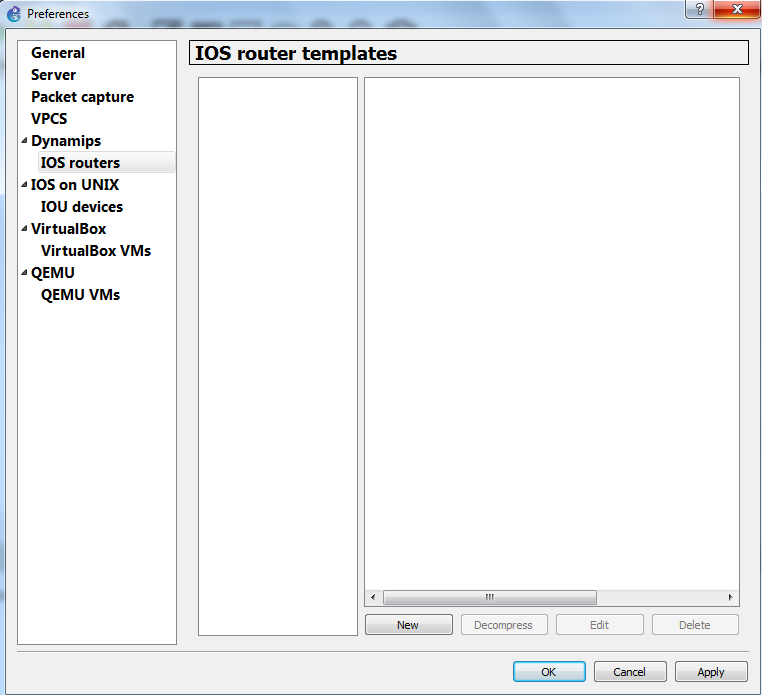 Preferences
?
X
General
Server
Packet capture
VPCS
Dynamips
IOS routers
IOS on UNIX
IOU devices
VirtualBox
VirtualBox VMs
QEMU
QEMU VMs
IOS router templates
New
Decompress
Edit
Delete
OK
Cancel
Apply